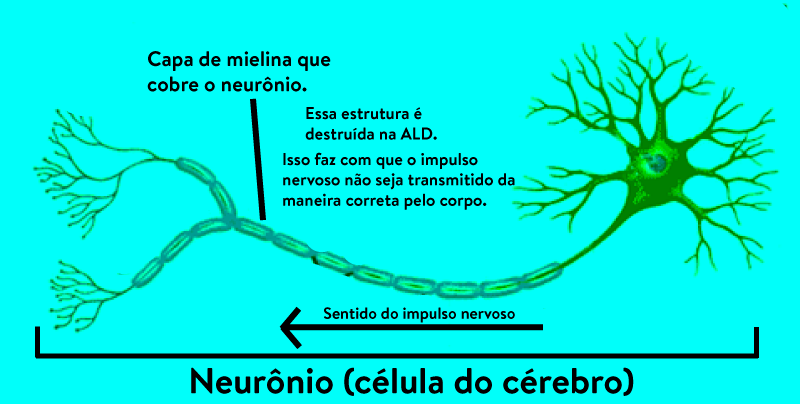 Capa de mielina que
cobre o neurônio.
Essa estrutura é
destruída na ALD.
Isso faz com que o impulso
nervoso não seja transmitido da
maneira correta pelo corpo.
Sentido do impulso nervoso
Neurônio (célula do cérebro)